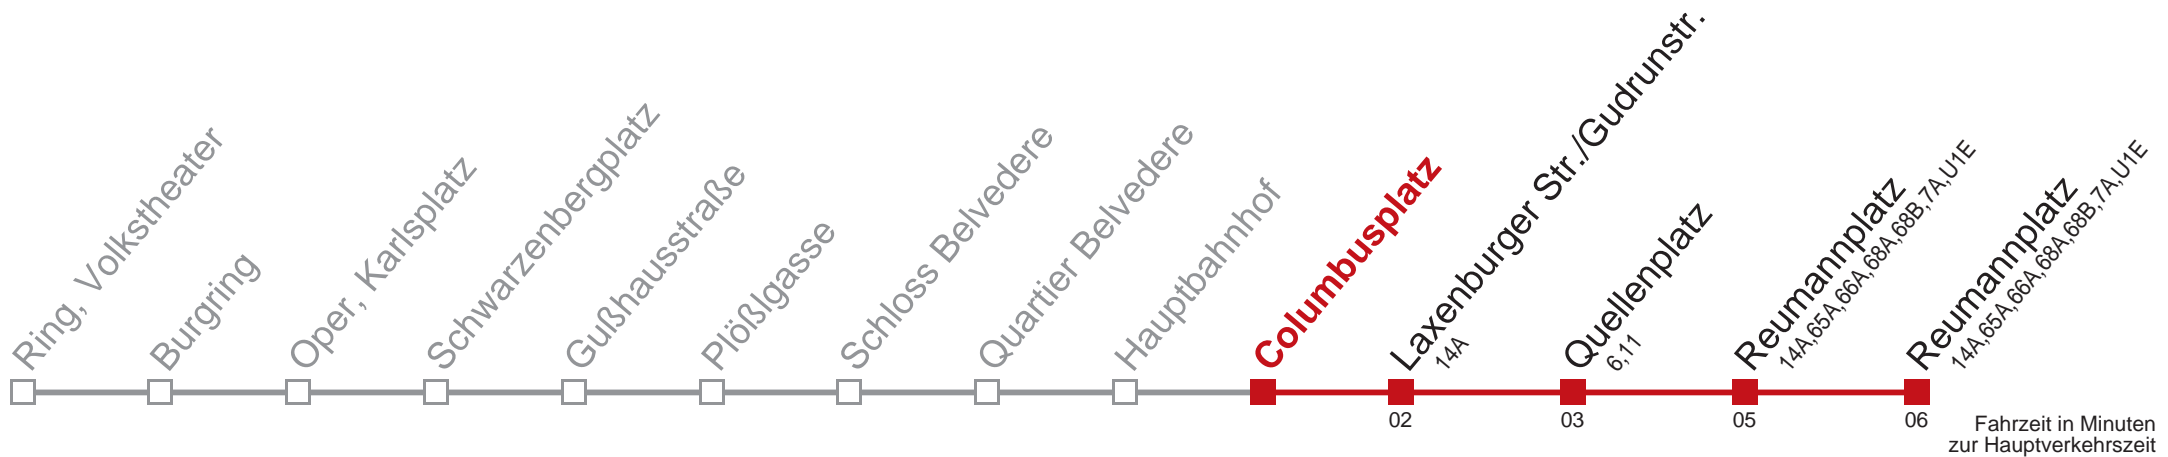 Ring, Volkstheater
Burgring
Oper, Karlsplatz
Schwarzenbergplatz
Gußhausstraße
Plößlgasse
Schloss Belvedere
Quartier Belvedere
Hauptbahnhof
Columbusplatz
Laxenburger Str./Gudrunstr.
14A
Quellenplatz
6,11
Reumannplatz
14A,65A,66A,68A,68B,7A,U1E
Reumannplatz
14A,65A,66A,68A,68B,7A,U1E
02
03
05
06
Fahrzeit in Minuten
zur Hauptverkehrszeit